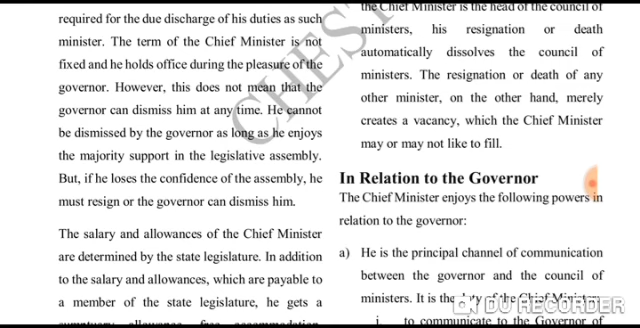 required for the due discharge of his duties as such
minister. The term of the Chief Minister is not
fixed and he holds office during the pleasure of the
governor. However, this does not mean that the
governor can dismiss him at any time. He cannot
be dismissed by the governor as long as he enjoys
the majority support in the legislative assembly.
But, if he loses the confidence of the assembly, he
must resign or the governor can dismiss him.
The salary and allowances of the Chief Minister
are determined by the state legislature. In addition
to the salary and allowances, which are payable to
a member of the state legislature, he gets a
sumptuary allowance, free accommodation,
the Chief Minister is the head of the council of
ministers, his resignation or death
automatically dissolves the council of
ministers. The resignation or death of any
other minister, on the other hand, merely
creates a vacancy, which the Chief Minister
may or may not like to fill.
In Relation to the Governor
The Chief Minister enjoys the following powers in
relation to the governor:
a) He is the principal channel of communication
between the governor and the council of
ministers. It is the duty of the Chief Minister:
i. to communicate to the Governor of
CHEST
DU RECORDER